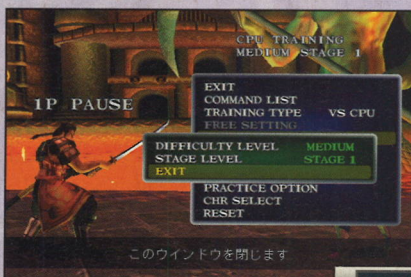 CPU TRAINING
MEDIUM STAGE 1
1P PAUSE
EXIT
COMMAND LIST
TRAINING TYPE VS CPU
FREE SETTING
DIFFICULTY LEVEL MEDIUM
STAGE LEVEL STAGE 1
EXIT
PRACTICE OPTION
CHR SELECT
RESET
このウインドウを閉じます